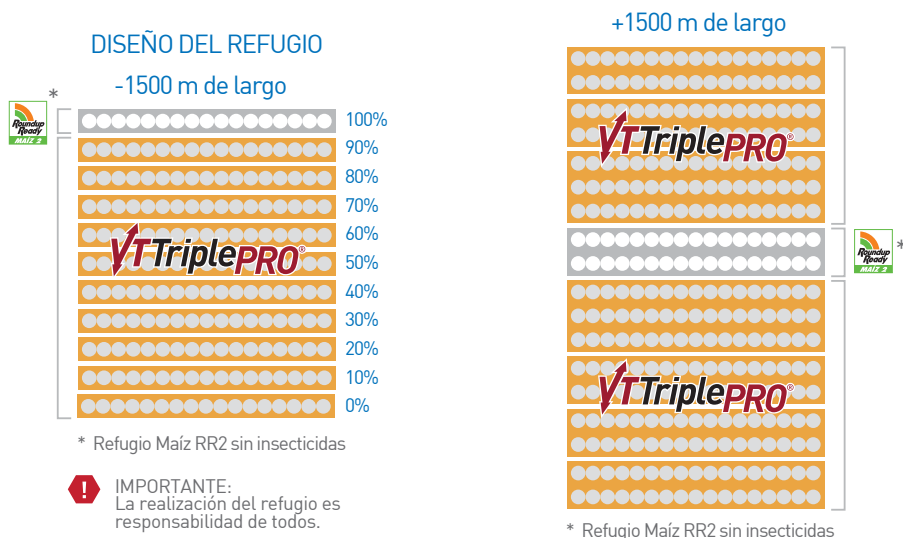 DISEÑO DEL REFUGIO
-1500 m de largo
*
Roundup
Ready
MAÍZ 2
100%
90%
80%
70%
60%
50%
40%
30%
20%
10%
0%
VTTriplePRO®
* Refugio Maíz RR2 sin insecticidas
!
IMPORTANTE:
La realización del refugio es
responsabilidad de todos.
+1500 m de largo
VTTriplePRO®
Roundup
Ready
MAÍZ 2
*
VTTriplePRO®
* Refugio Maíz RR2 sin insecticidas